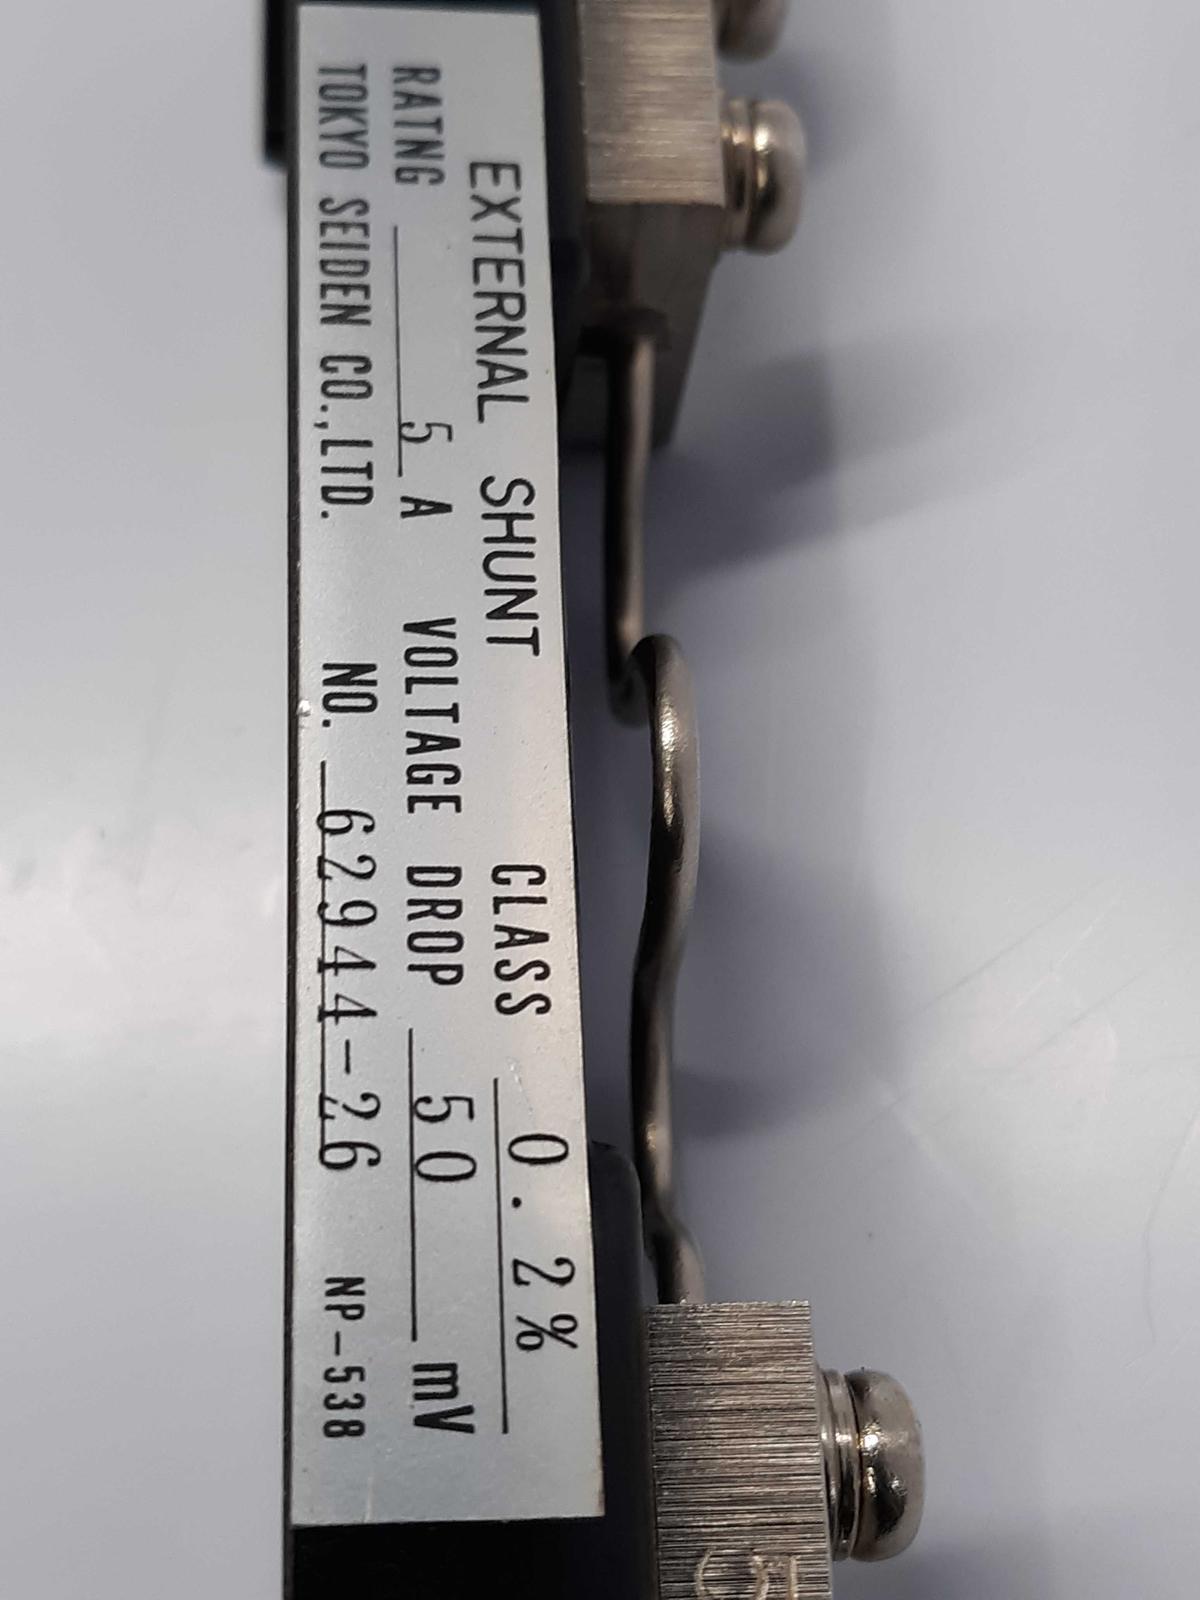 EXTERNAL SHUNT CLASS 0.2%
RATNG 5 A VOLTAGE DROP 50 mV
TOKYO SEIDEN CO.,LTD. NO. 62944-26 NP-538
5